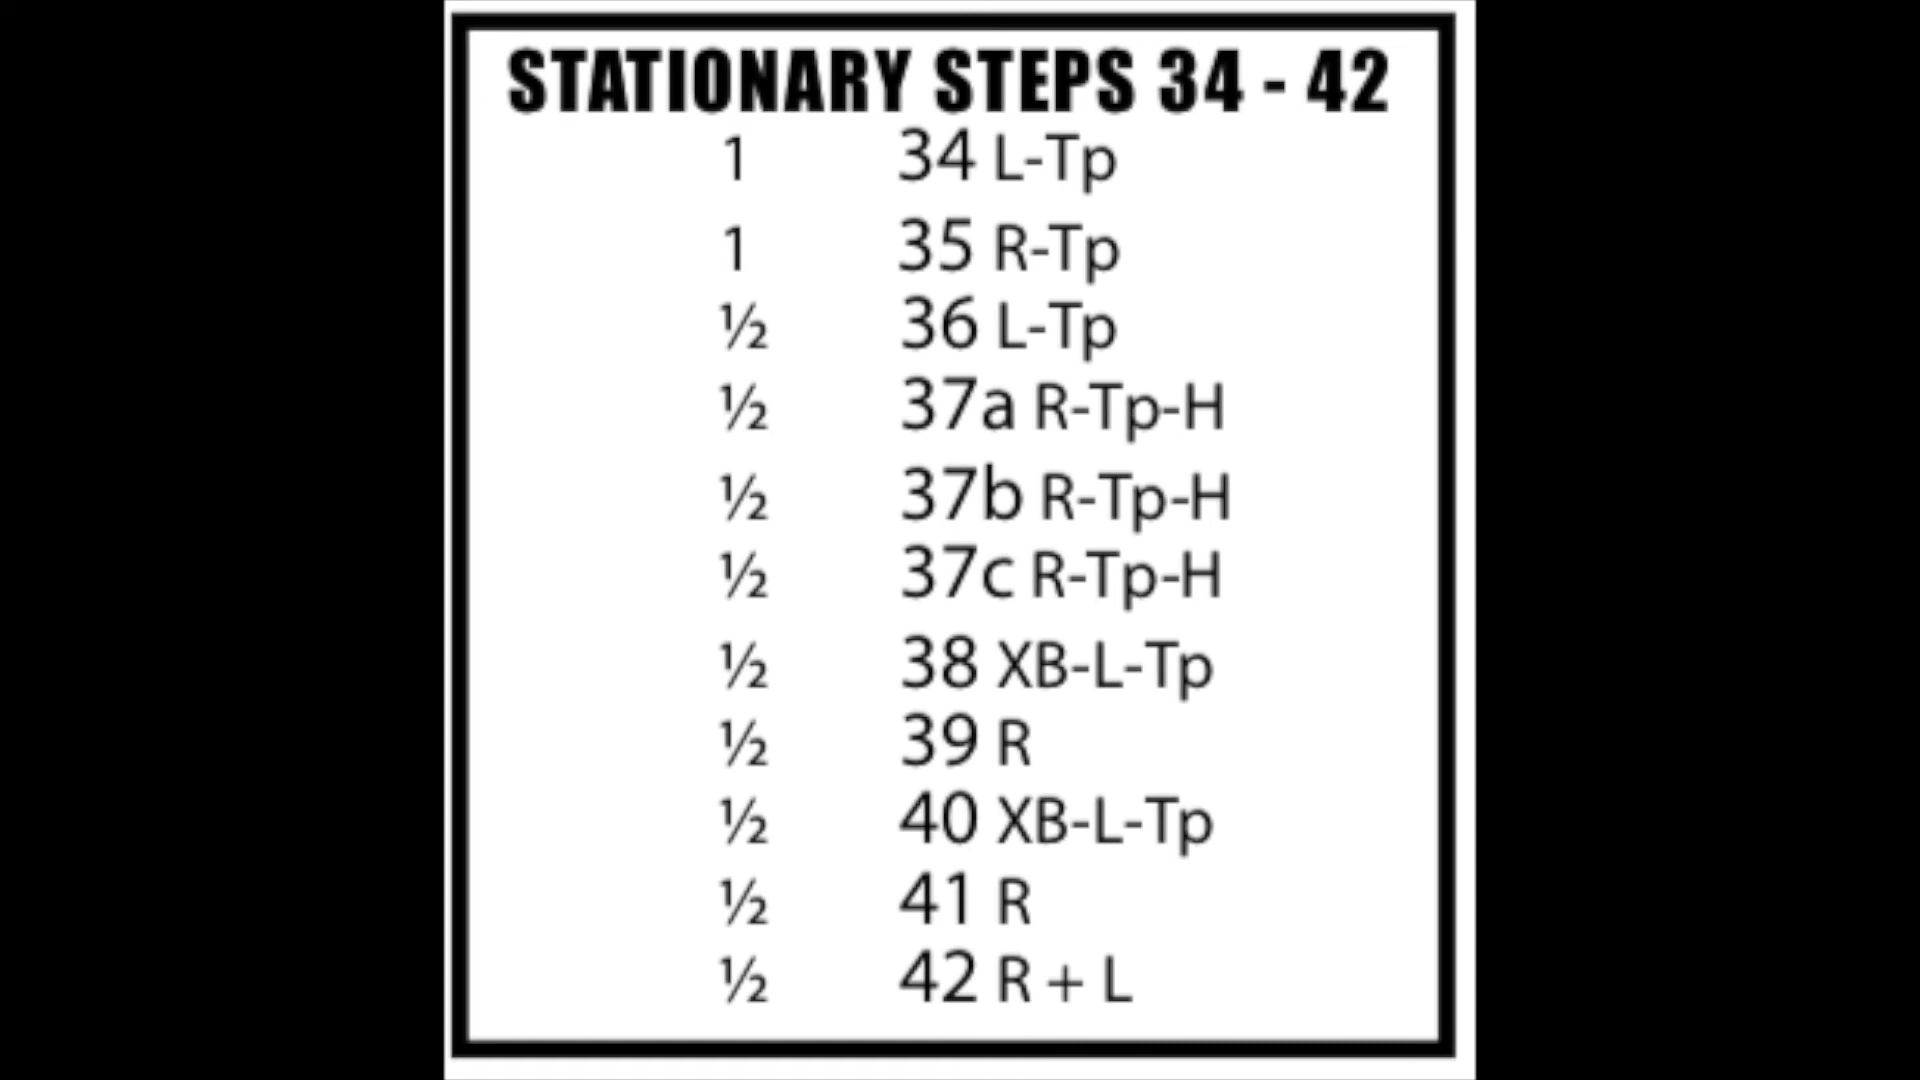 STATIONARY STEPS 34 - 42
1 34 L-Tp
1 35 R-Tp
½ 36 L-Tp
½ 37a R-Tp-H
½ 37b R-Tp-H
½ 37c R-Tp-H
½ 38 XB-L-Tp
½ 39 R
½ 40 XB-L-Tp
½ 41 R
½ 42 R + L